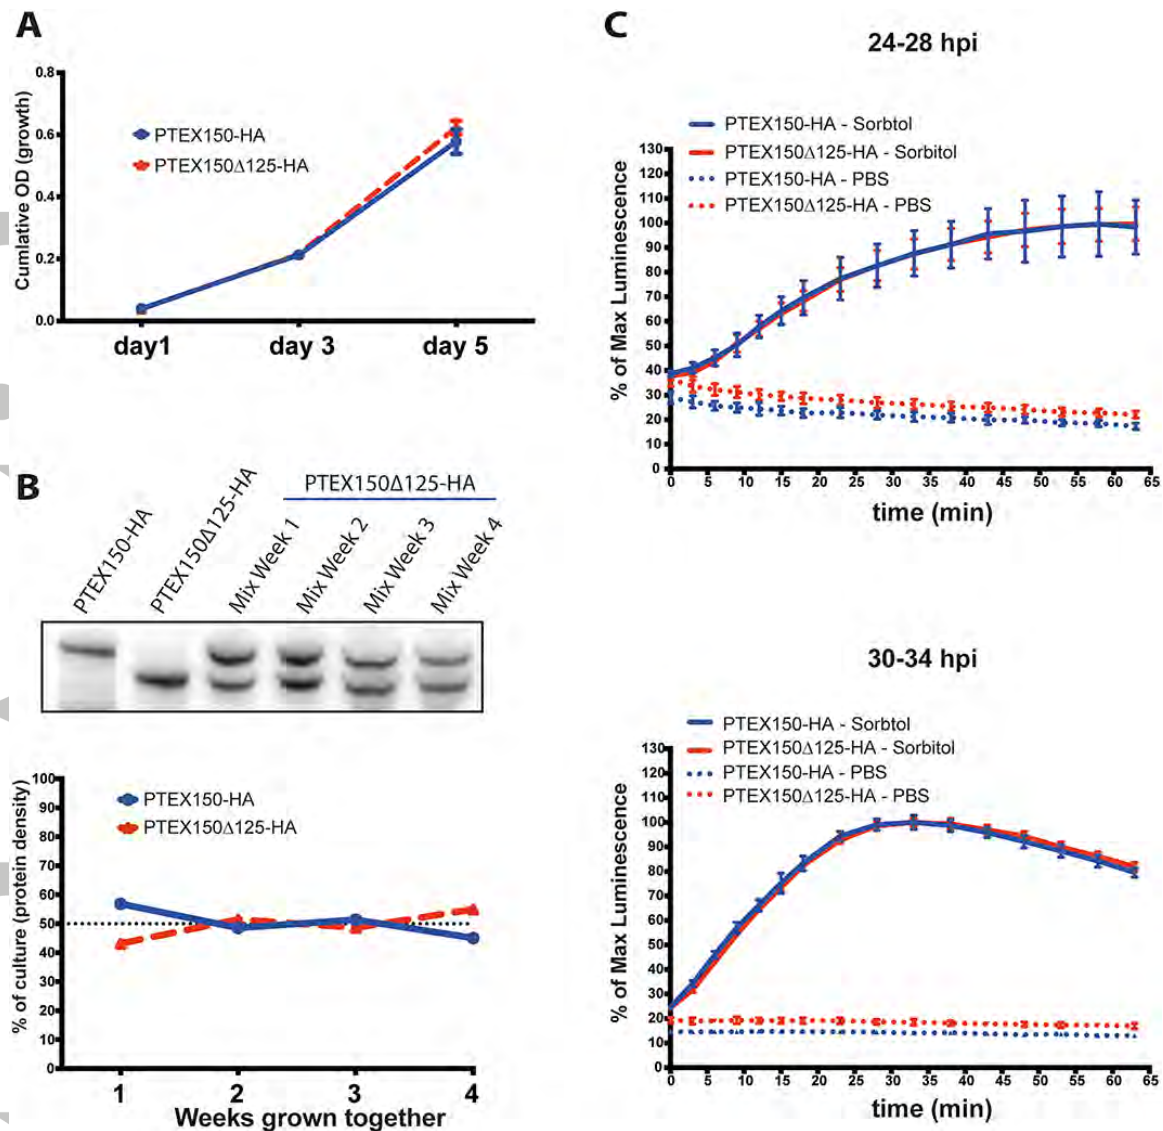 A
0.8
0.6
0.4
0.2
0.0
Cumlative OD (growth)
PTEX150-HA
PTEX150Δ125-HA
day1
day 3
day 5
B
PTEX150-HA
PTEX150Δ125-HA
PTEX150Δ125-HA
Mix Week 1
Mix Week 2
Mix Week 3
Mix Week 4
100
90
80
70
60
50
40
30
20
10
0
% of culture (protein density)
PTEX150-HA
PTEX150Δ125-HA
1
2
3
4
Weeks grown together
C
24-28 hpi
PTEX150-HA - Sorbtol
PTEX150Δ125-HA - Sorbitol
PTEX150-HA - PBS
PTEX150Δ125-HA - PBS
130
120
110
100
90
80
70
60
50
40
30
20
10
0
% of Max Luminescence
0 5 10 15 20 25 30 35 40 45 50 55 60 65
time (min)
30-34 hpi
PTEX150-HA - Sorbtol
PTEX150Δ125-HA - Sorbitol
PTEX150-HA - PBS
PTEX150Δ125-HA - PBS
130
120
110
100
90
80
70
60
50
40
30
20
10
0
% of Max Luminescence
0 5 10 15 20 25 30 35 40 45 50 55 60 65
time (min)